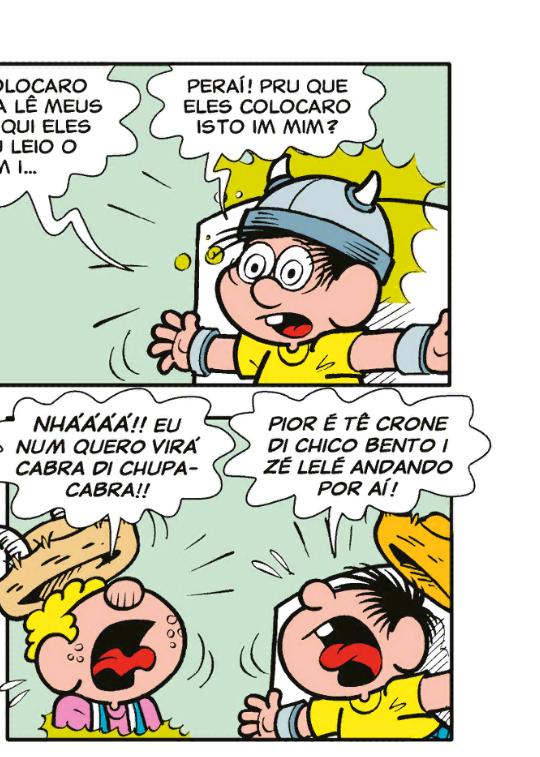 OLOCARO
A LÊ MEUS
QUI ELES
U LEIO O
M I...
PERAÍ! PRU QUE
ELES COLOCARO
ISTO IM MIM?
NHÁÁÁÁ!! EU
NUM QUERO VIRÁ
CABRA DI CHUPA-
CABRA!!
PIOR É TÊ CRONE
DI CHICO BENTO I
ZÉ LELÉ ANDANDO
POR AÍ!